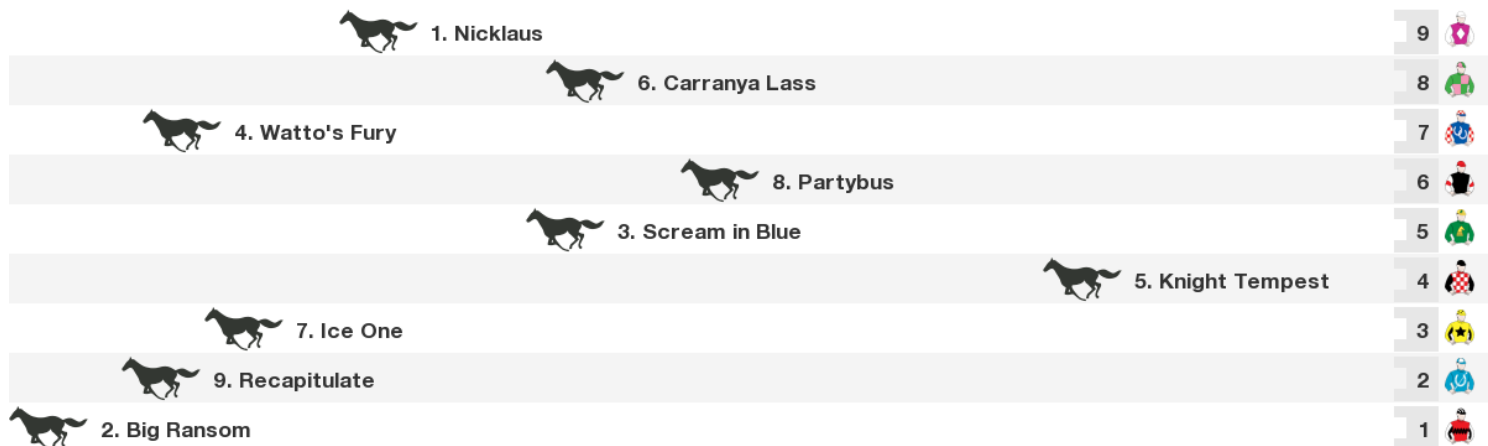 1. Nicklaus 9
6. Carranya Lass 8
4. Watto's Fury 7
8. Partybus 6
3. Scream in Blue 5
5. Knight Tempest 4
7. Ice One 3
9. Recapitulate 2
2. Big Ransom 1